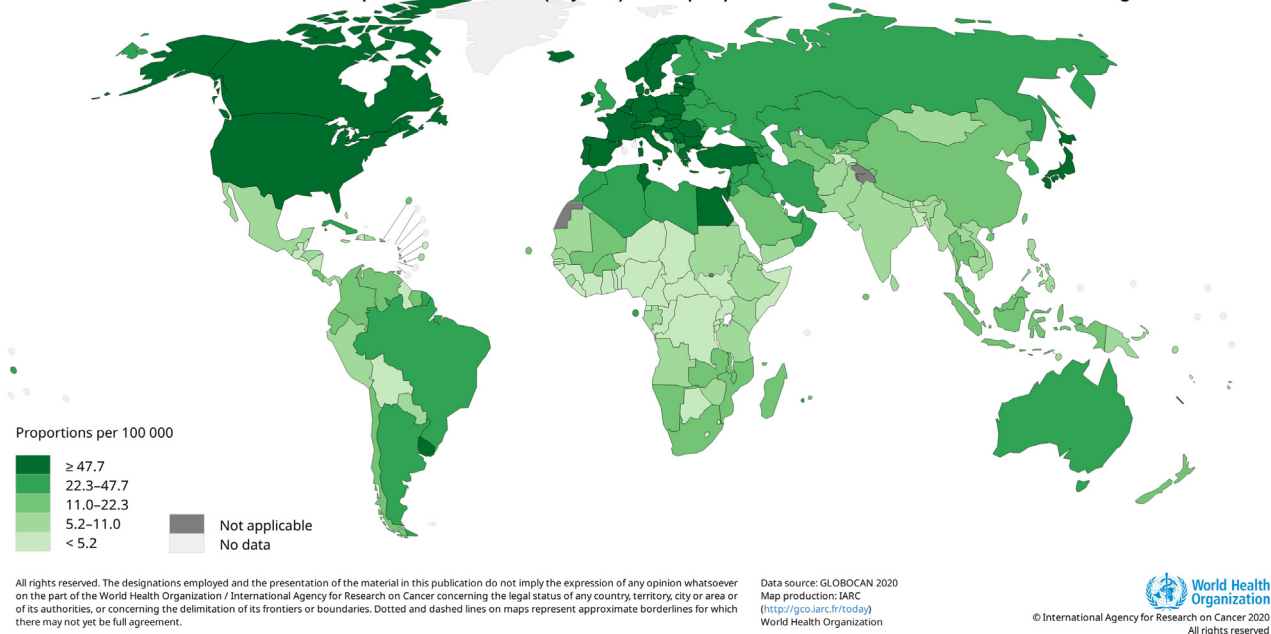 Proportions per 100 000
≥ 47.7
22.3–47.7
11.0–22.3
5.2–11.0
< 5.2
Not applicable
No data
All rights reserved. The designations employed and the presentation of the material in this publication do not imply the expression of any opinion whatsoever
on the part of the World Health Organization / International Agency for Research on Cancer concerning the legal status of any country, territory, city or area or
of its authorities, or concerning the delimitation of its frontiers or boundaries. Dotted and dashed lines on maps represent approximate borderlines for which
there may not yet be full agreement.
Data source: GLOBOCAN 2020
Map production: IARC
(http://gco.iarc.fr/today)
World Health Organization
World Health
Organization
© International Agency for Research on Cancer 2020
All rights reserved